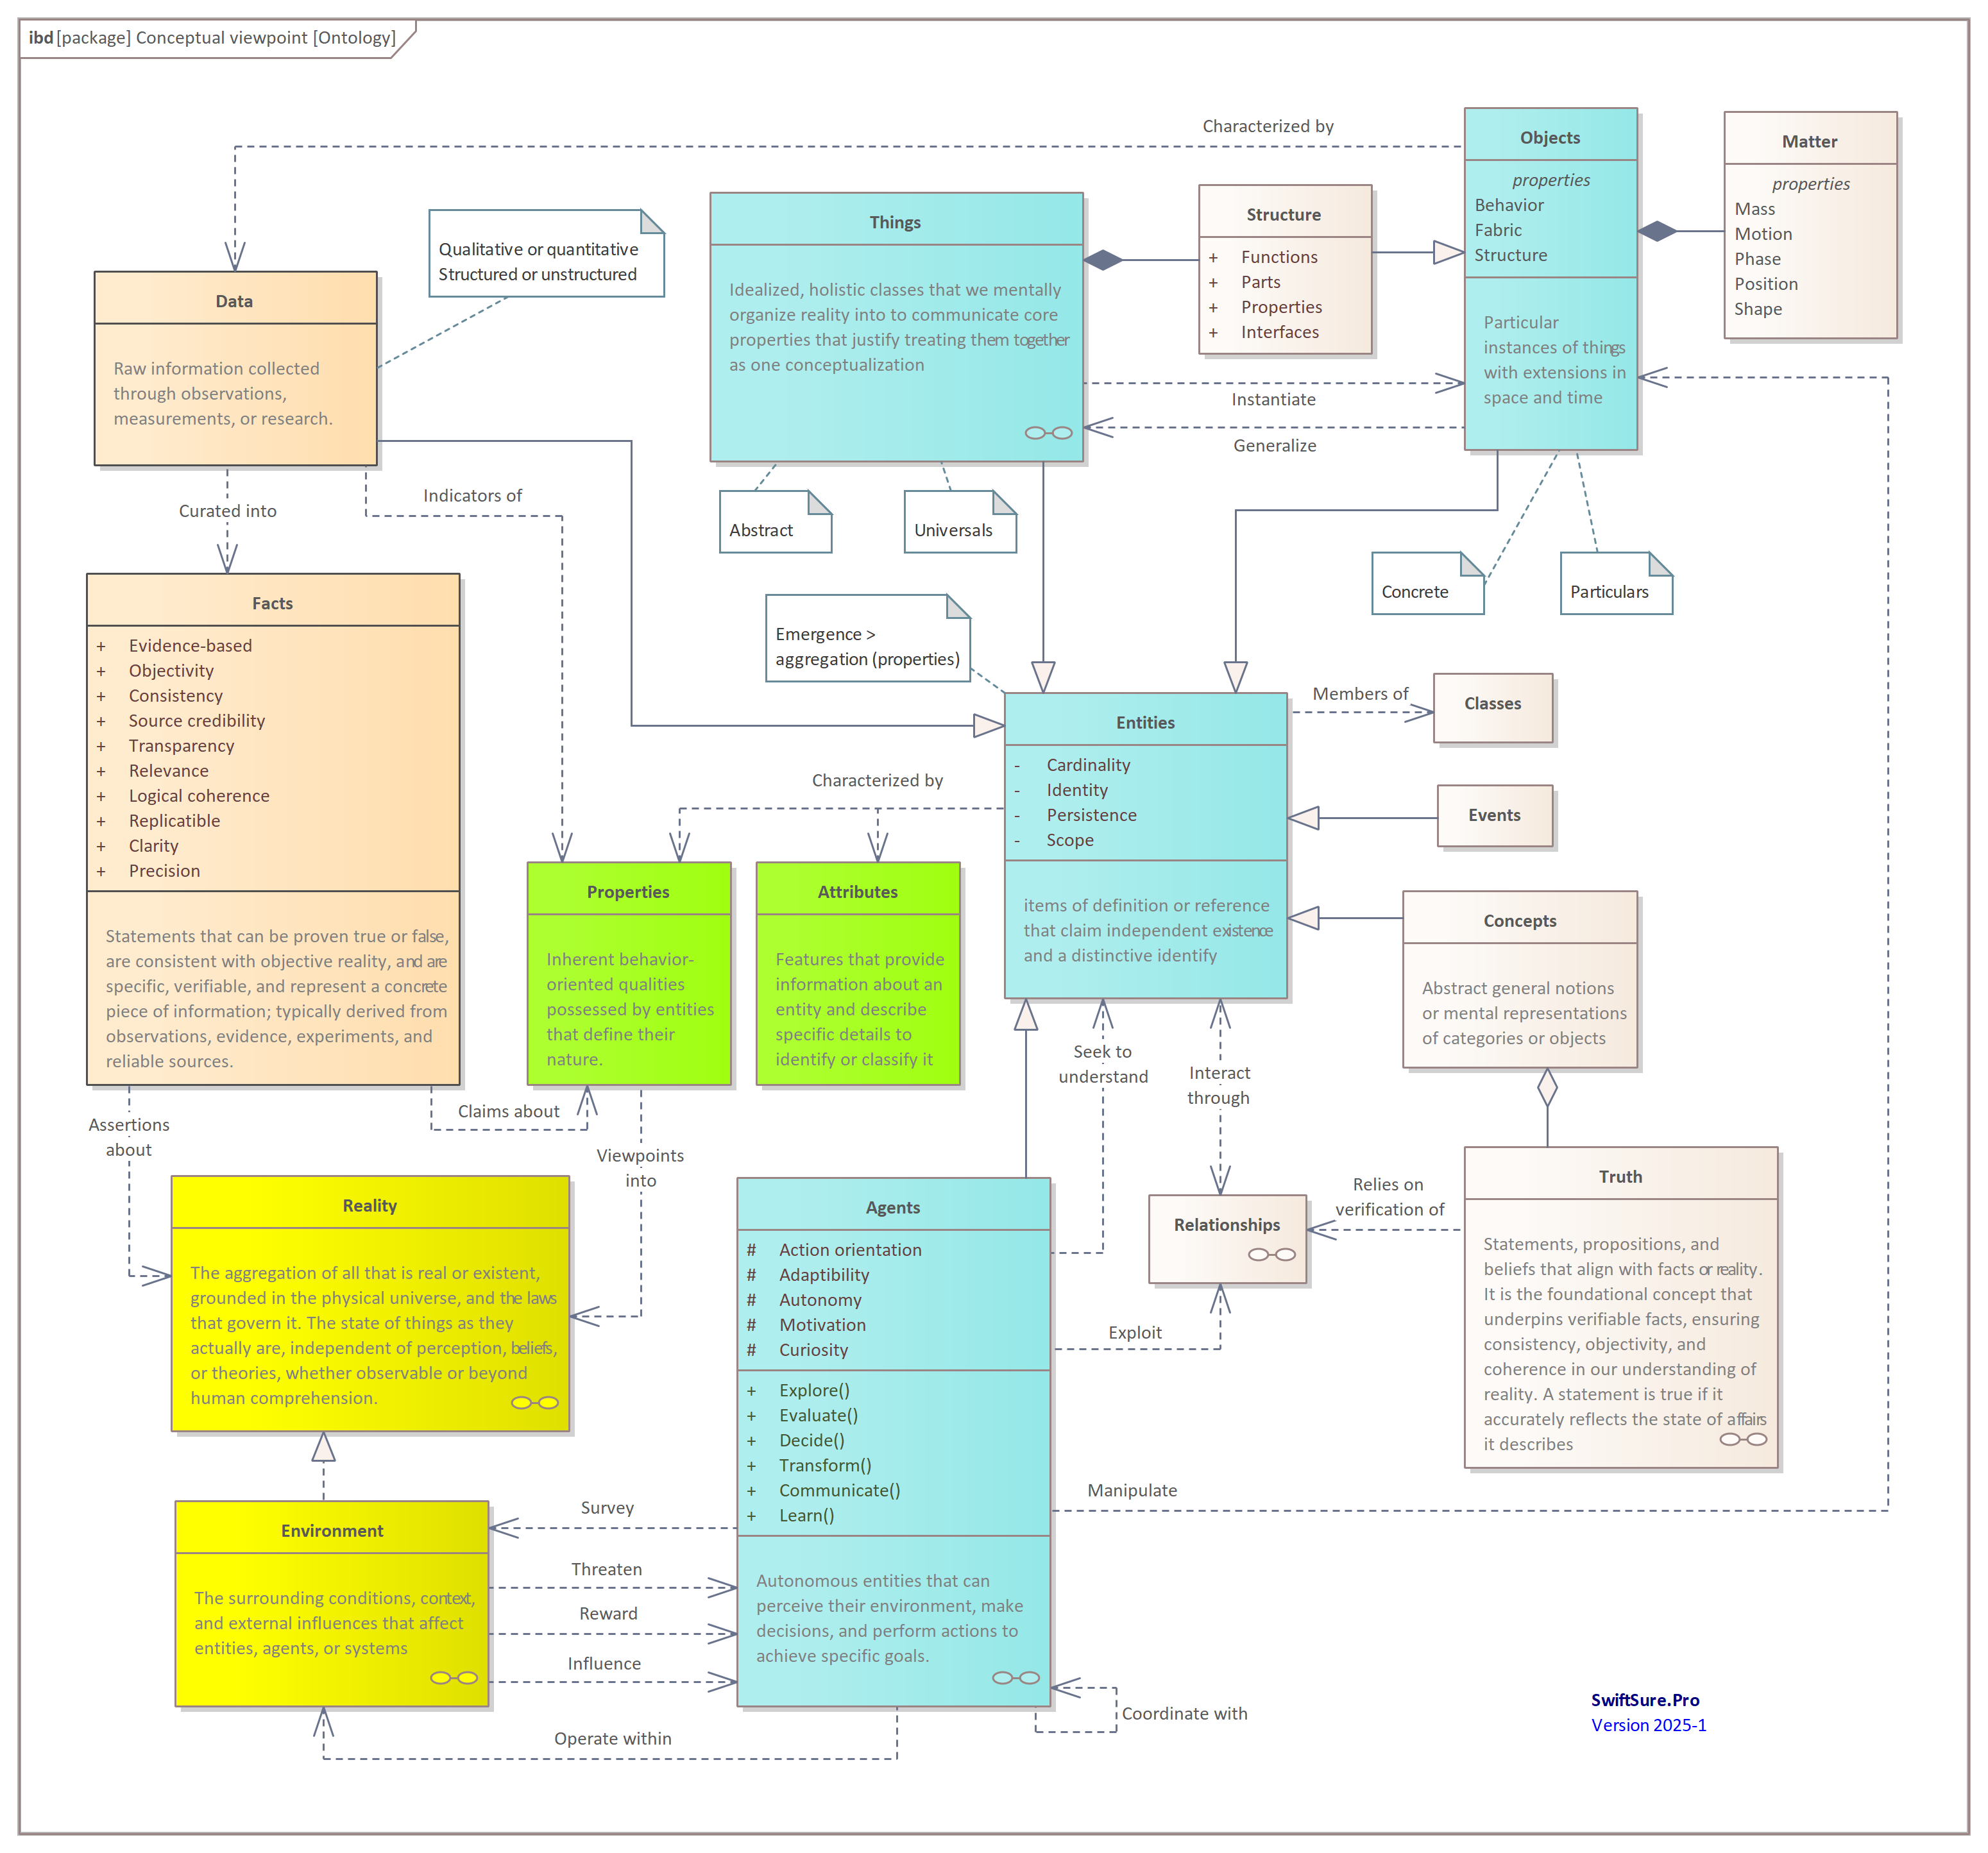 ibd [package] Conceptual viewpoint [Ontology]
Characterized by
Objects
properties
Behavior
Fabric
Structure
Particular
instances of things
with extensions in
space and time
Matter
properties
Mass
Motion
Phase
Position
Shape
Things
Idealized, holistic classes that we mentally
organize reality into to communicate core
properties that justify treating them together
as one conceptualization
Structure
+ Functions
+ Parts
+ Properties
+ Interfaces
Instantiate
Generalize
Qualitative or quantitative
Structured or unstructured
Data
Raw information collected
through observations,
measurements, or research.
Curated into
Indicators of
Abstract
Universals
Concrete
Particulars
Emergence >
aggregation (properties)
Facts
+ Evidence-based
+ Objectivity
+ Consistency
+ Source credibility
+ Transparency
+ Relevance
+ Logical coherence
+ Replicatible
+ Clarity
+ Precision
Statements that can be proven true or false,
are consistent with objective reality, and are
specific, verifiable, and represent a concrete
piece of information; typically derived from
observations, evidence, experiments, and
reliable sources.
Entities
- Cardinality
- Identity
- Persistence
- Scope
items of definition or reference
that claim independent existence
and a distinctive identify
Members of
Classes
Events
Characterized by
Properties
Inherent behavior-
oriented qualities
possessed by entities
that define their
nature.
Attributes
Features that provide
information about an
entity and describe
specific details to
identify or classify it
Concepts
Abstract general notions
or mental representations
of categories or objects
Seek to
understand
Interact
through
Claims about
Assertions
about
Viewpoints
into
Reality
The aggregation of all that is real or existent,
grounded in the physical universe, and the laws
that govern it. The state of things as they
actually are, independent of perception, beliefs,
or theories, whether observable or beyond
human comprehension.
Agents
# Action orientation
# Adaptibility
# Autonomy
# Motivation
# Curiosity
+ Explore()
+ Evaluate()
+ Decide()
+ Transform()
+ Communicate()
+ Learn()
Autonomous entities that can
perceive their environment, make
decisions, and perform actions to
achieve specific goals.
Relationships
Relies on
verification of
Exploit
Truth
Statements, propositions, and
beliefs that align with facts or reality.
It is the foundational concept that
underpins verifiable facts, ensuring
consistency, objectivity, and
coherence in our understanding of
reality. A statement is true if it
accurately reflects the state of affairs
it describes
Manipulate
Environment
The surrounding conditions, context,
and external influences that affect
entities, agents, or systems
Survey
Threaten
Reward
Influence
Operate within
Coordinate with
SwiftSure.Pro
Version 2025-1